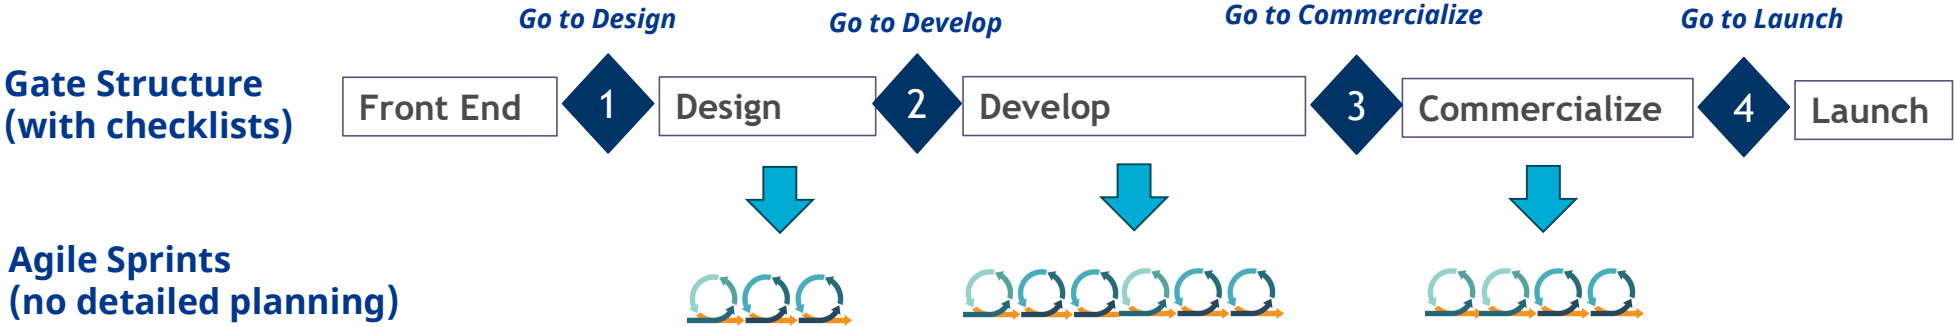 Go to Design
Go to Develop
Go to Commercialize
Go to Launch
Gate Structure
(with checklists)
Front End
1
Design
2
Develop
3
Commercialize
4
Launch
Agile Sprints
(no detailed planning)